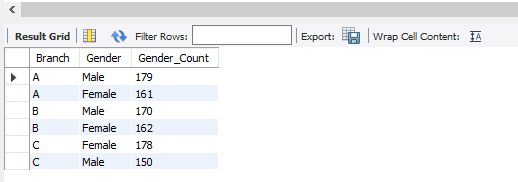 Result Grid Filter Rows: Export: Wrap Cell Content:
Branch Gender Gender_Count
A Male 179
A Female 161
B Male 170
B Female 162
C Female 178
C Male 150